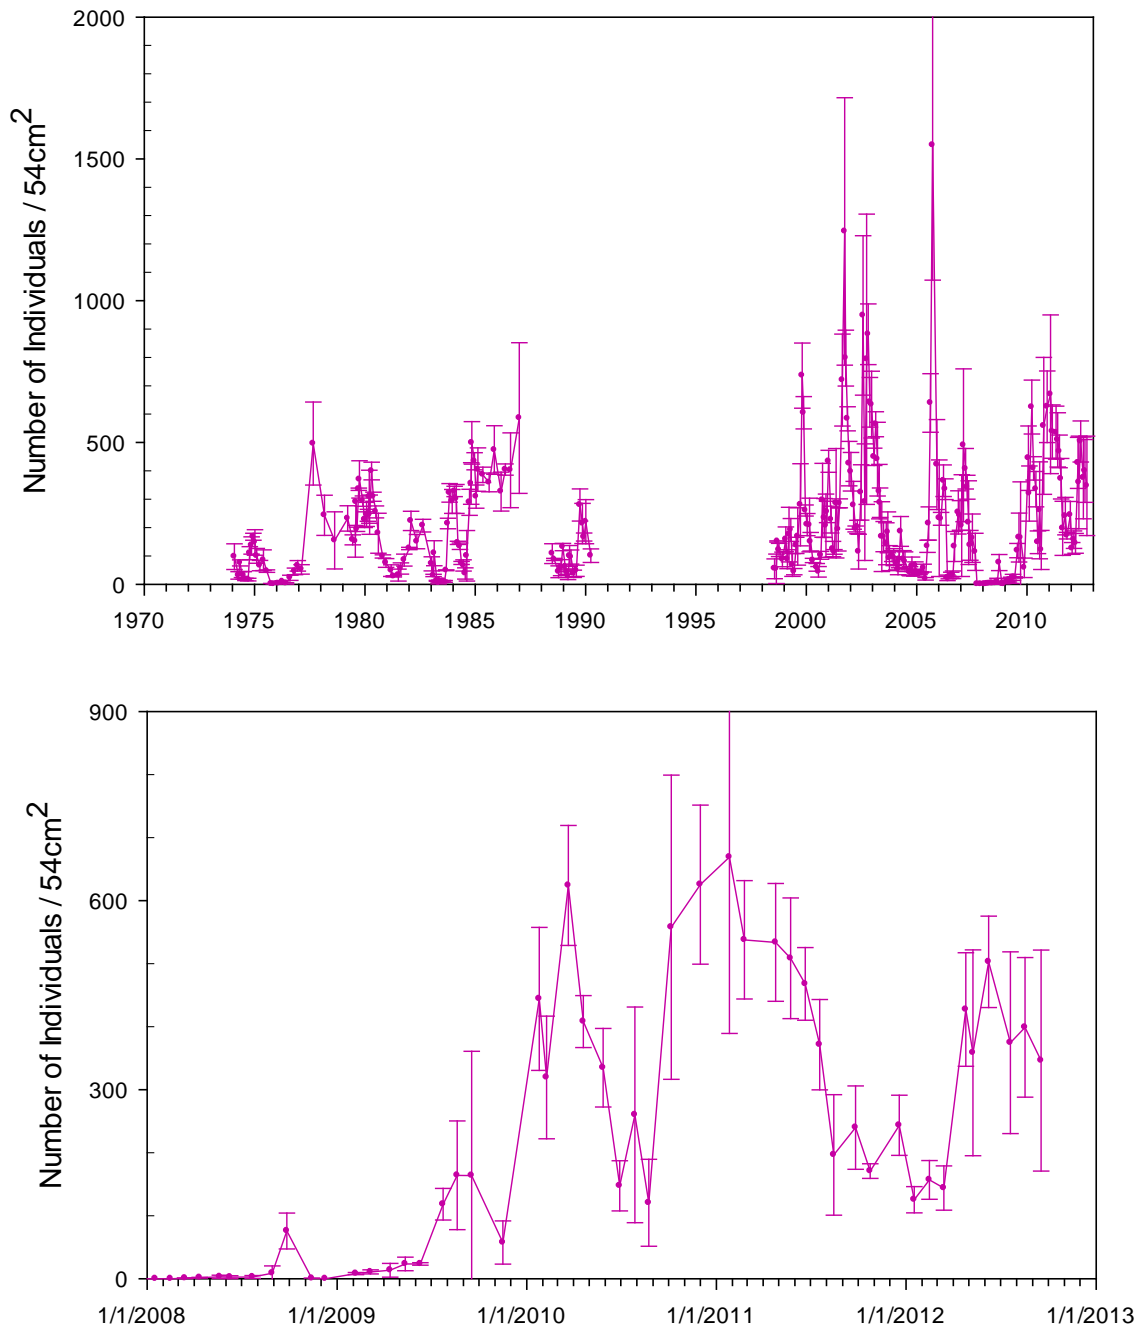 2000
1500
1000
500
0
Number of Individuals / 54cm²
1970 1975 1980 1985 1990 1995 2000 2005 2010
900
600
300
0
Number of Individuals / 54cm²
1/1/2008 1/1/2009 1/1/2010 1/1/2011 1/1/2012 1/1/2013